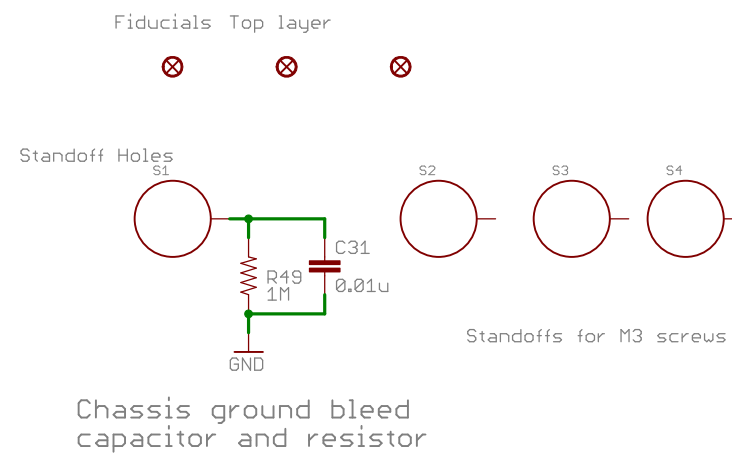 Fiducials Top layer
Standoff Holes
S1
S2
S3
S4
C31
R49
1M
0.01u
Standoffs for M3 screws
GND
Chassis ground bleed
capacitor and resistor